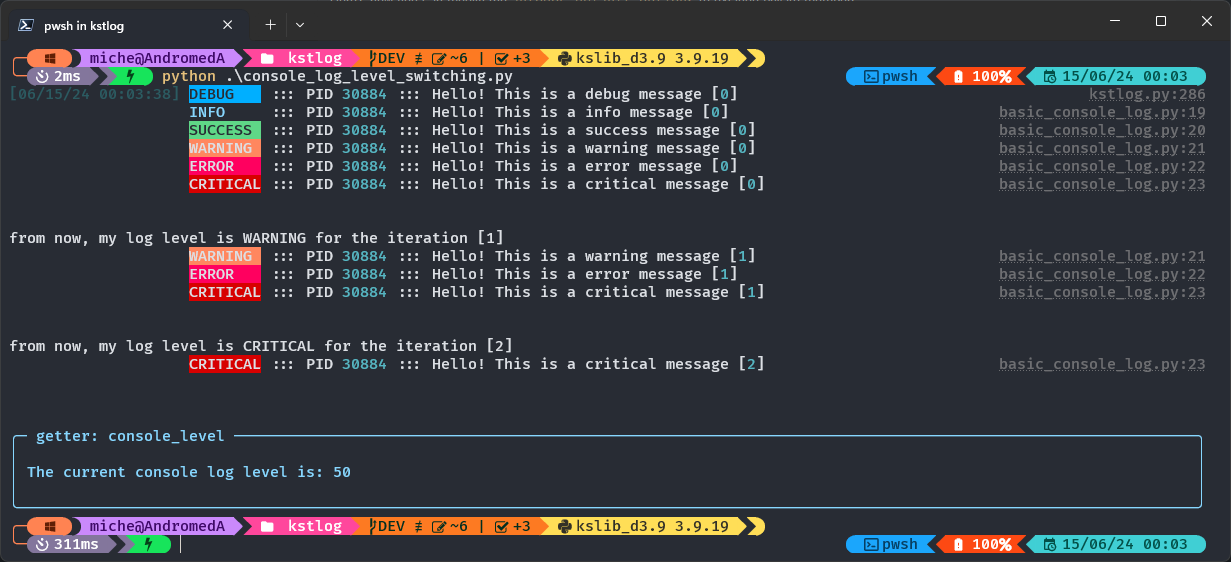 pwsh in kstlog
miche@AndromedA kstlog DEV ≢ ~6 | +3 kslib_d3.9 3.9.19
2ms python .\console_log_level_switching.py pwsh 100% 15/06/24 00:03
[06/15/24 00:03:38] DEBUG ::: PID 30884 ::: Hello! This is a debug message [0] kstlog.py:286
INFO ::: PID 30884 ::: Hello! This is a info message [0] basic_console_log.py:19
SUCCESS ::: PID 30884 ::: Hello! This is a success message [0] basic_console_log.py:20
WARNING ::: PID 30884 ::: Hello! This is a warning message [0] basic_console_log.py:21
ERROR ::: PID 30884 ::: Hello! This is a error message [0] basic_console_log.py:22
CRITICAL ::: PID 30884 ::: Hello! This is a critical message [0] basic_console_log.py:23
from now, my log level is WARNING for the iteration [1]
WARNING ::: PID 30884 ::: Hello! This is a warning message [1] basic_console_log.py:21
ERROR ::: PID 30884 ::: Hello! This is a error message [1] basic_console_log.py:22
CRITICAL ::: PID 30884 ::: Hello! This is a critical message [1] basic_console_log.py:23
from now, my log level is CRITICAL for the iteration [2]
CRITICAL ::: PID 30884 ::: Hello! This is a critical message [2] basic_console_log.py:23
getter: console_level
The current console log level is: 50
miche@AndromedA kstlog DEV ≢ ~6 | +3 kslib_d3.9 3.9.19
311ms pwsh 100% 15/06/24 00:03